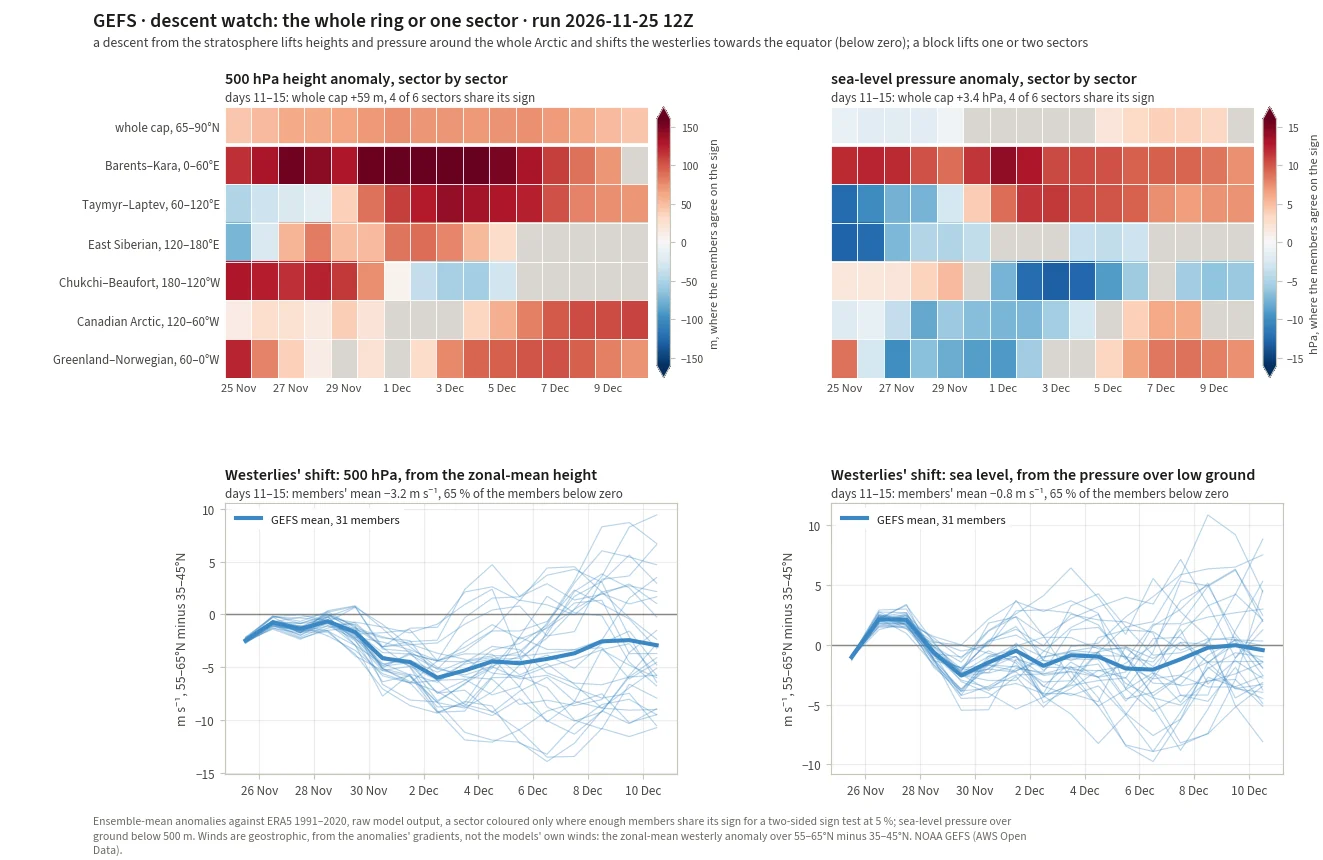 GEFS · descent watch: the whole ring or one sector · run 2026-11-25 12Z
a descent from the stratosphere lifts heights and pressure around the whole Arctic and shifts the westerlies towards the equator (below zero); a block lifts one or two sectors
500 hPa height anomaly, sector by sector
days 11–15: whole cap +59 m, 4 of 6 sectors share its sign
whole cap, 65–90°N
Barents–Kara, 0–60°E
Taymyr–Laptev, 60–120°E
East Siberian, 120–180°E
Chukchi–Beaufort, 180–120°W
Canadian Arctic, 120–60°W
Greenland–Norwegian, 60–0°W
25 Nov 27 Nov 29 Nov 1 Dec 3 Dec 5 Dec 7 Dec 9 Dec
150
100
50
0
−50
−100
−150
m, where the members agree on the sign
sea-level pressure anomaly, sector by sector
days 11–15: whole cap +3.4 hPa, 4 of 6 sectors share its sign
25 Nov 27 Nov 29 Nov 1 Dec 3 Dec 5 Dec 7 Dec 9 Dec
15
10
5
0
−5
−10
−15
hPa, where the members agree on the sign
Westerlies' shift: 500 hPa, from the zonal-mean height
days 11–15: members' mean −3.2 m s⁻¹, 65 % of the members below zero
GEFS mean, 31 members
m s⁻¹, 55–65°N minus 35–45°N
10
5
0
−5
−10
−15
26 Nov 28 Nov 30 Nov 2 Dec 4 Dec 6 Dec 8 Dec 10 Dec
Westerlies' shift: sea level, from the pressure over low ground
days 11–15: members' mean −0.8 m s⁻¹, 65 % of the members below zero
GEFS mean, 31 members
m s⁻¹, 55–65°N minus 35–45°N
10
5
0
−5
−10
26 Nov 28 Nov 30 Nov 2 Dec 4 Dec 6 Dec 8 Dec 10 Dec
Ensemble-mean anomalies against ERA5 1991–2020, raw model output, a sector coloured only where enough members share its sign for a two-sided sign test at 5 %; sea-level pressure over
ground below 500 m. Winds are geostrophic, from the anomalies' gradients, not the models' own winds: the zonal-mean westerly anomaly over 55–65°N minus 35–45°N. NOAA GEFS (AWS Open
Data).